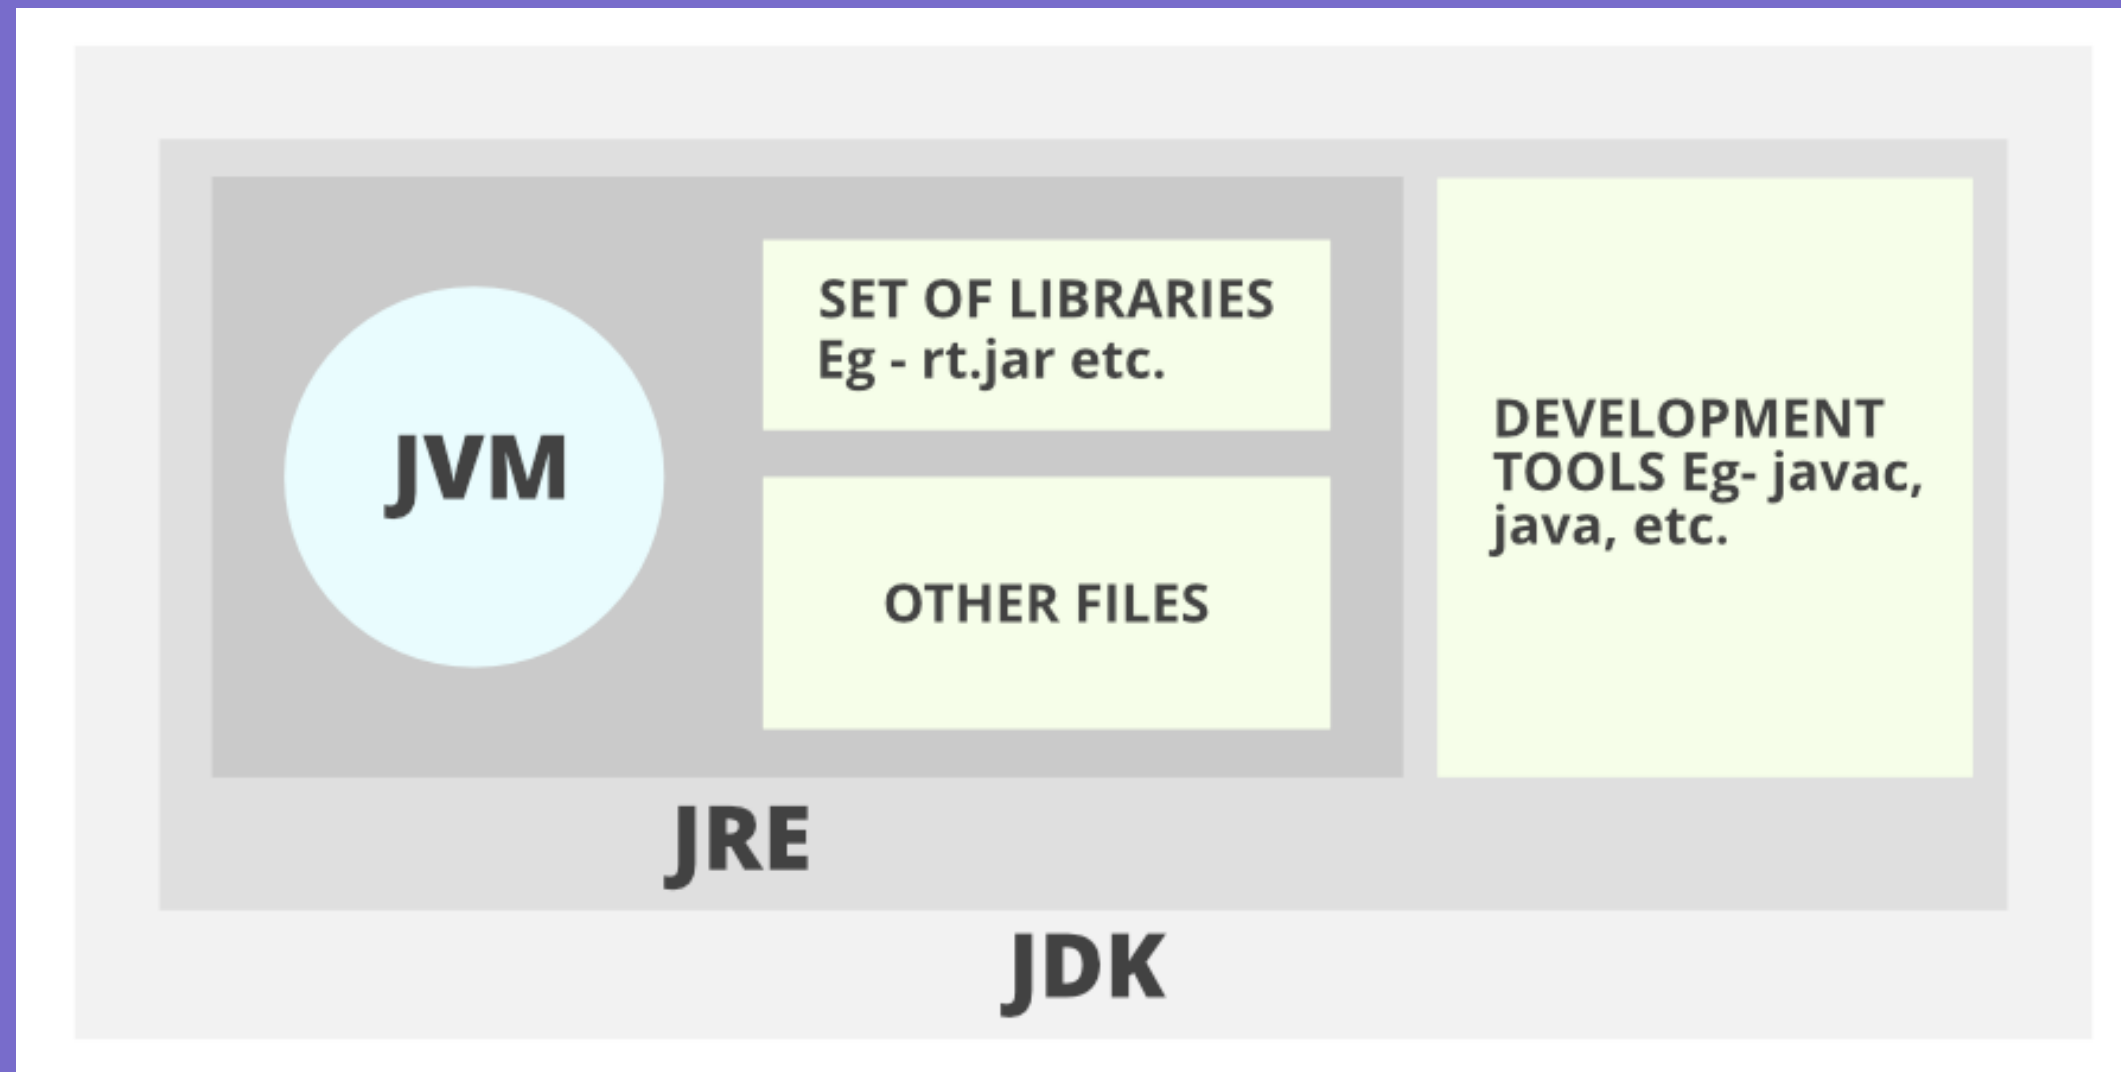 JVM
SET OF LIBRARIES
Eg - rt.jar etc.
OTHER FILES
DEVELOPMENT
TOOLS Eg- javac,
java, etc.
JRE
JDK